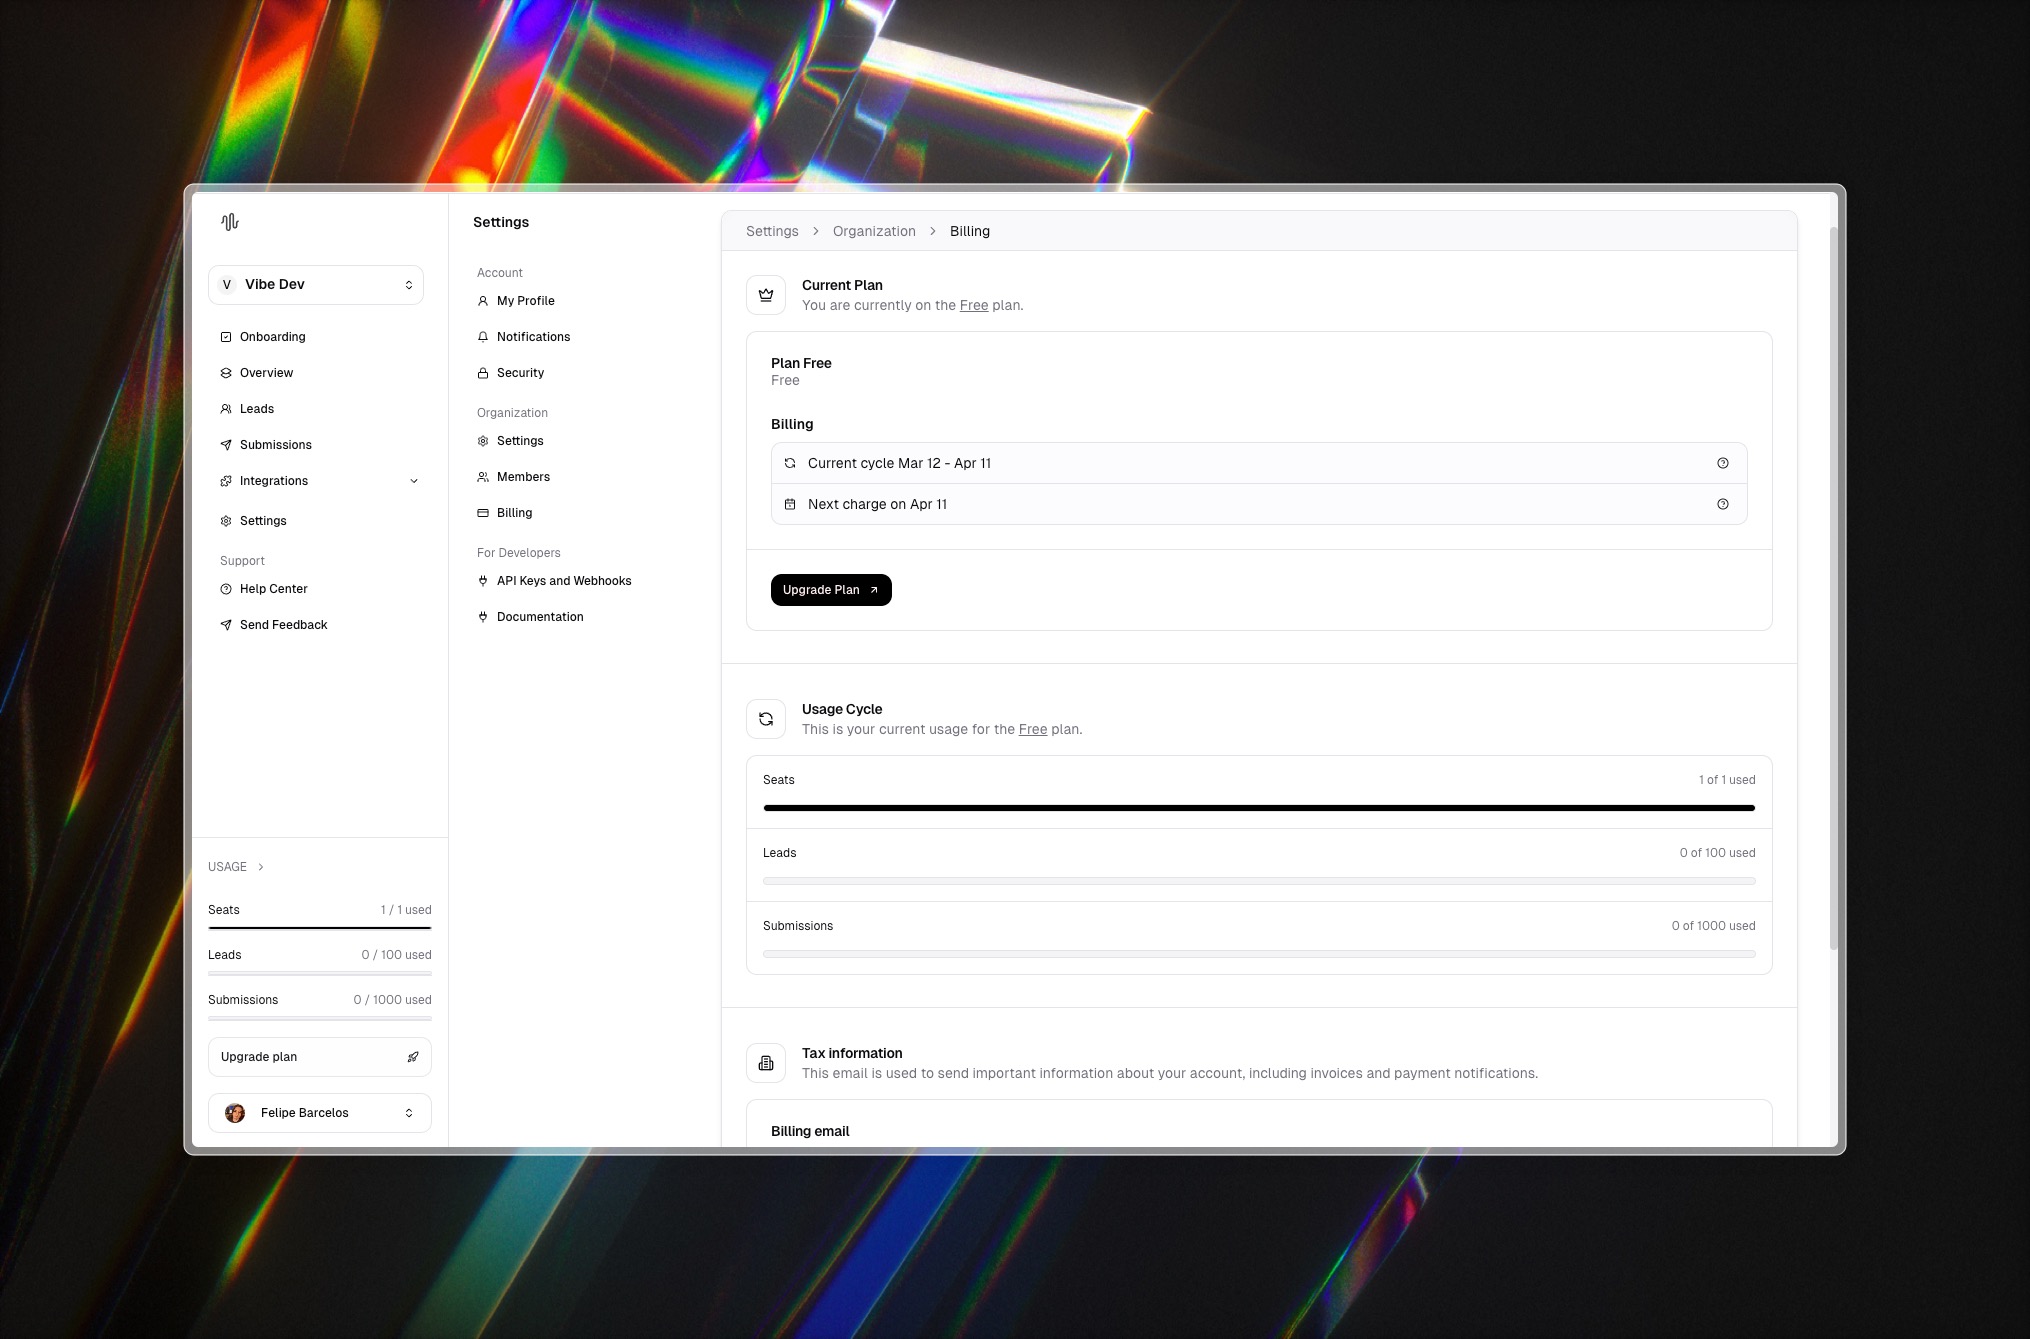 V Vibe Dev
Onboarding
Overview
Leads
Submissions
Integrations
Settings
Support
Help Center
Send Feedback
USAGE
Seats 1 / 1 used
Leads 0 / 100 used
Submissions 0 / 1000 used
Upgrade plan
Felipe Barcelos
Settings
Account
My Profile
Notifications
Security
Organization
Settings
Members
Billing
For Developers
API Keys and Webhooks
Documentation
Settings > Organization > Billing
Current Plan
You are currently on the Free plan.
Plan Free
Free
Billing
Current cycle Mar 12 - Apr 11
Next charge on Apr 11
Upgrade Plan
Usage Cycle
This is your current usage for the Free plan.
Seats 1 of 1 used
Leads 0 of 100 used
Submissions 0 of 1000 used
Tax information
This email is used to send important information about your account, including invoices and payment notifications.
Billing email